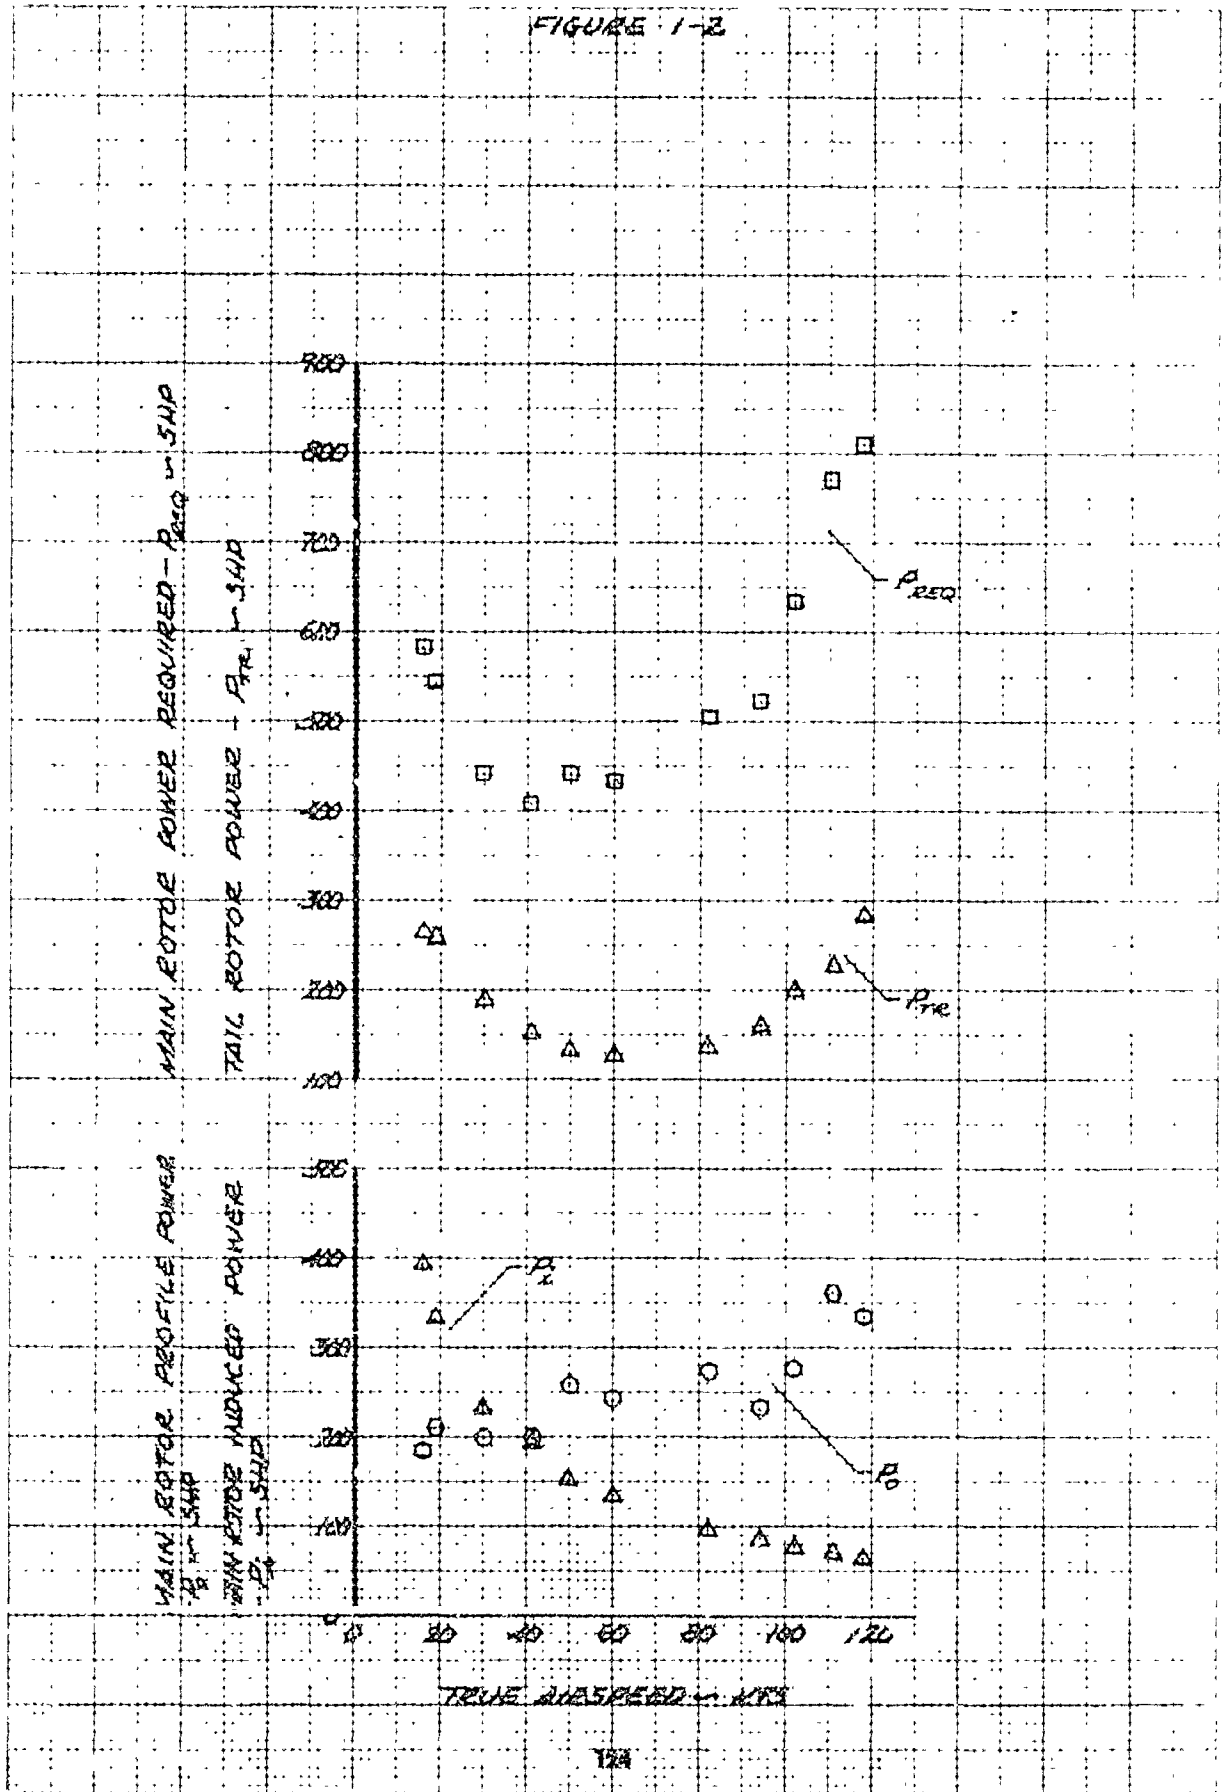 FIGURE 1-2
MAIN ROTOR POWER REQUIRED - P_REQ ~ SHP
TAIL ROTOR POWER - P_TR ~ SHP
900
800
700
600
500
400
300
200
100
P_REQ
P_TR
MAIN ROTOR PROFILE POWER
P_0 ~ SHP
MAIN ROTOR INDUCED POWER
P_i ~ SHP
500
400
300
200
100
0
P_i
P_0
0 20 40 60 80 100 120
TRUE AIRSPEED ~ KTS
124